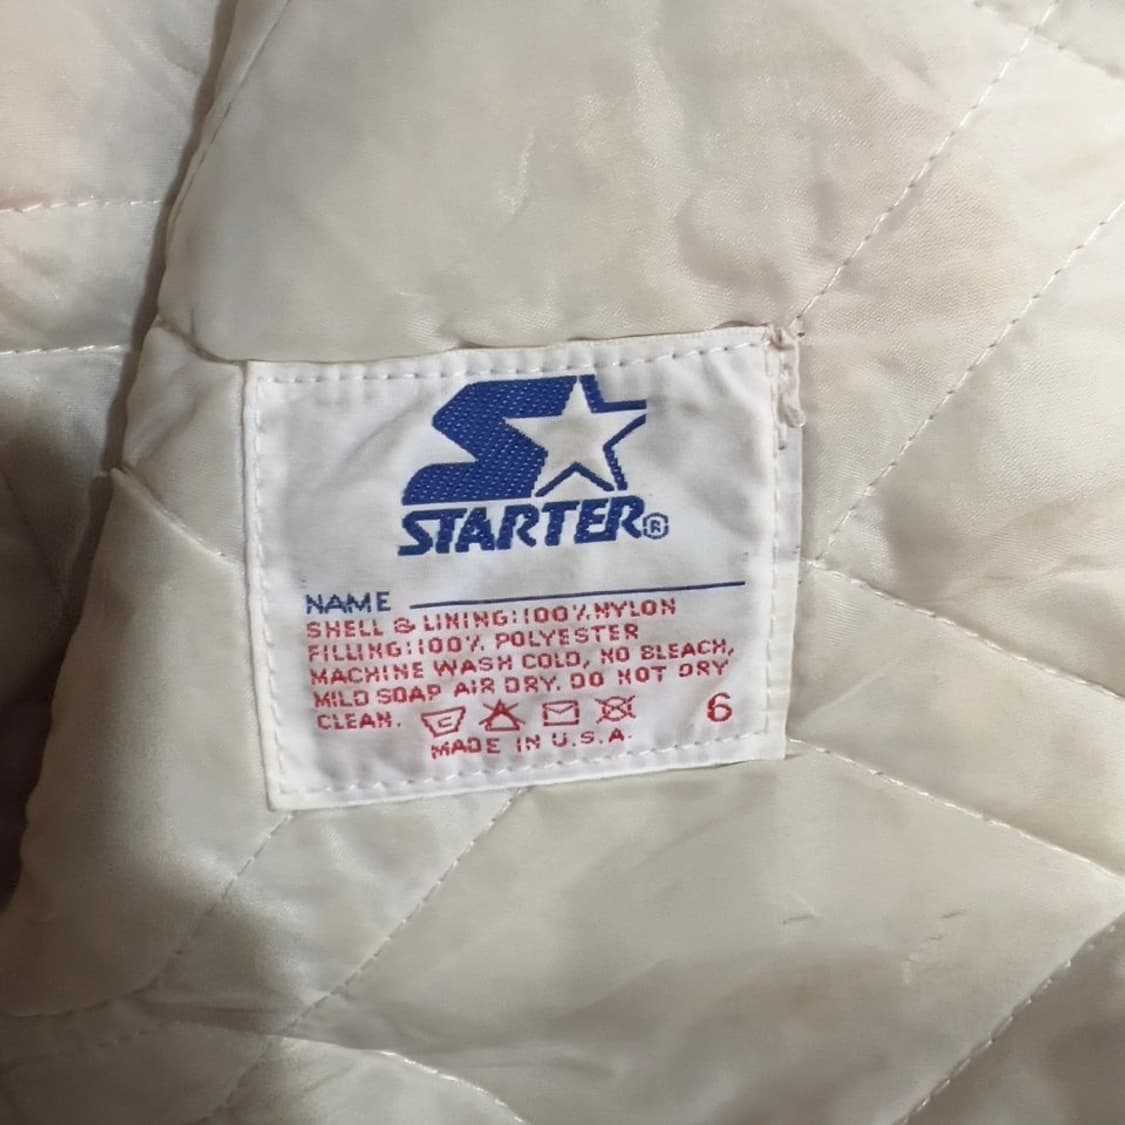 STARTER®
NAME
SHELL & LINING:100% NYLON
FILLING:100% POLYESTER
MACHINE WASH COLD, NO BLEACH,
MILD SOAP AIR DRY. DO NOT DRY
CLEAN.
6
MADE IN U.S.A.